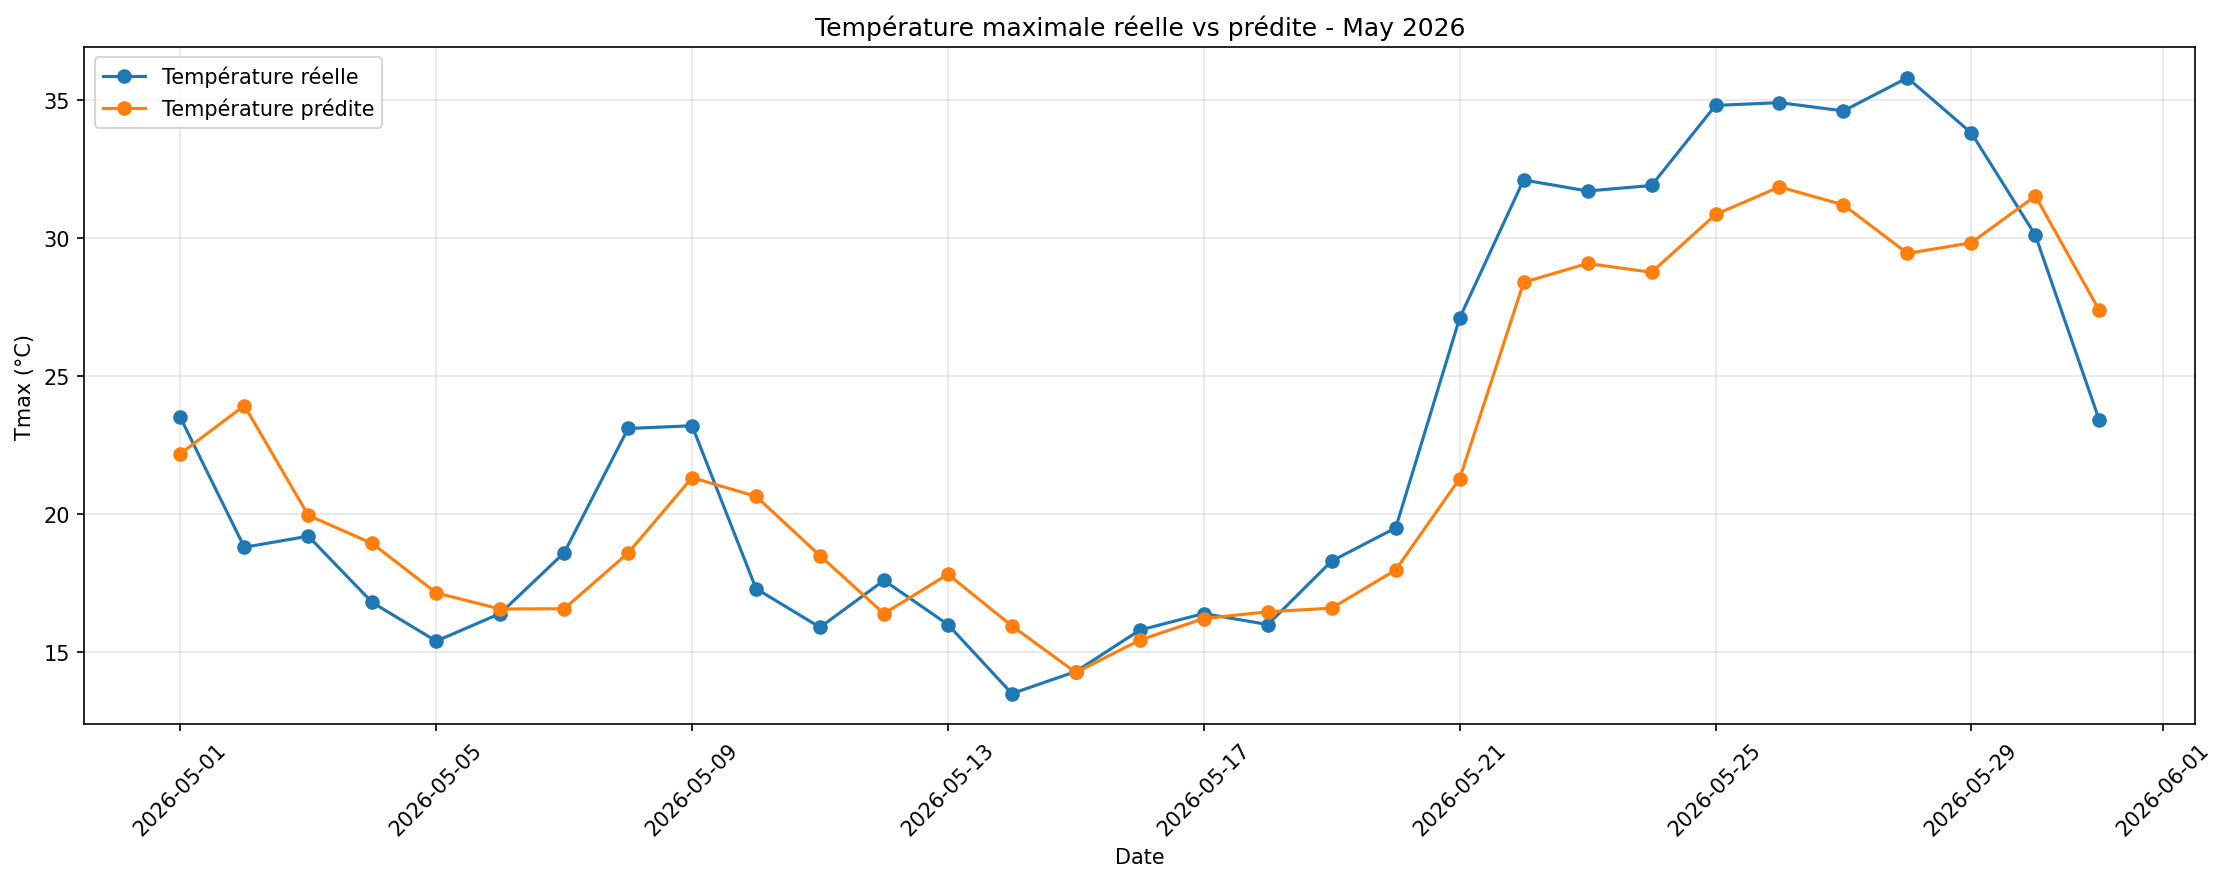 Température maximale réelle vs prédite - May 2026
Température réelle
Température prédite
Tmax (°C)
35
30
25
20
15
2026-05-01
2026-05-05
2026-05-09
2026-05-13
2026-05-17
2026-05-21
2026-05-25
2026-05-29
2026-06-01
Date